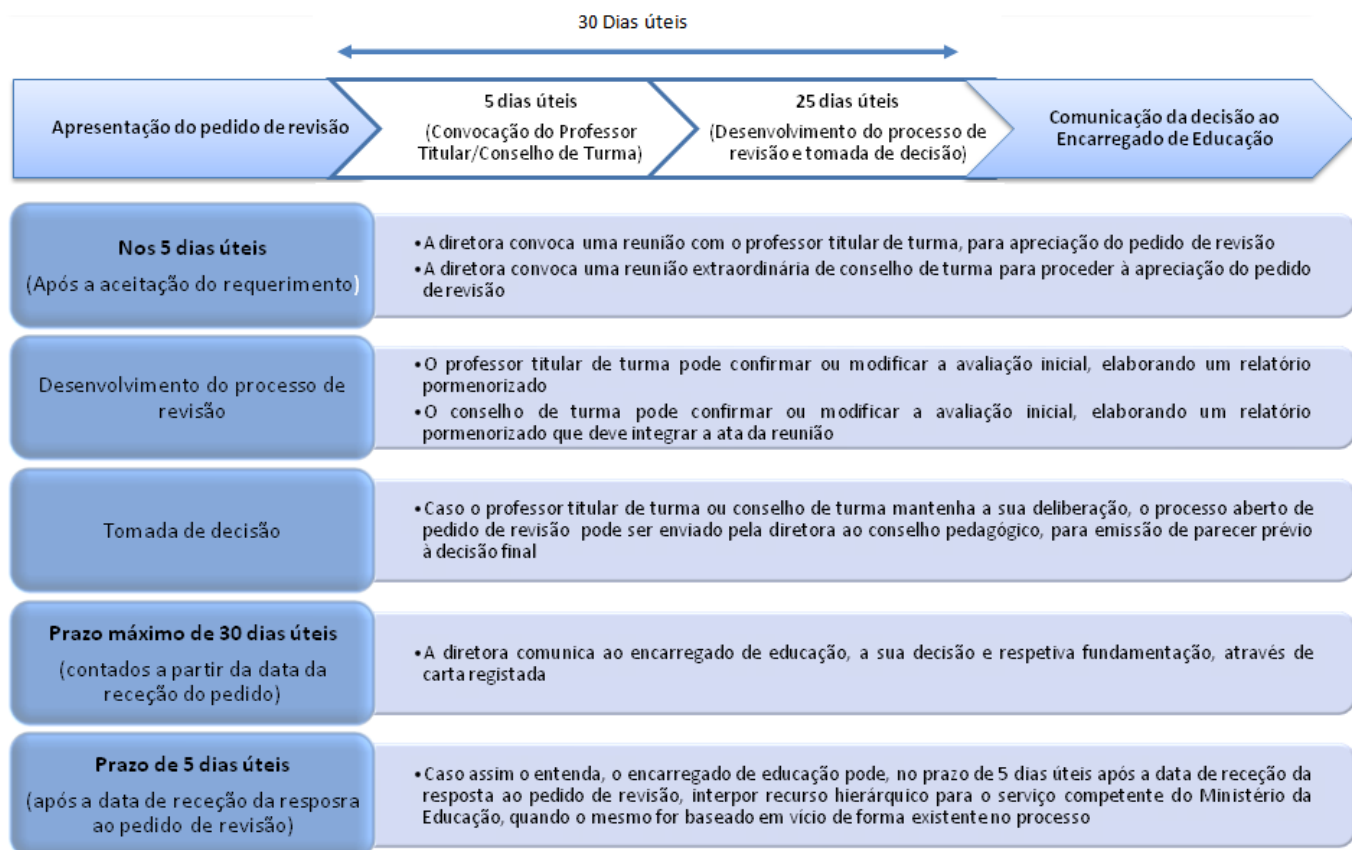 30 Dias úteis
Apresentação do pedido de revisão
5 dias úteis
(Convocação do Professor
Titular/Conselho de Turma)
25 dias úteis
(Desenvolvimento do processo de
revisão e tomada de decisão)
Comunicação da decisão ao
Encarregado de Educação
Nos 5 dias úteis
(Após a aceitação do requerimento)
•A diretora convoca uma reunião com o professor titular de turma, para apreciação do pedido de revisão
•A diretora convoca uma reunião extraordinária de conselho de turma para proceder à apreciação do pedido
de revisão
Desenvolvimento do processo de
revisão
•O professor titular de turma pode confirmar ou modificar a avaliação inicial, elaborando um relatório
pormenorizado
•O conselho de turma pode confirmar ou modificar a avaliação inicial, elaborando um relatório
pormenorizado que deve integrar a ata da reunião
Tomada de decisão
•Caso o professor titular de turma ou conselho de turma mantenha a sua deliberação, o processo aberto de
pedido de revisão pode ser enviado pela diretora ao conselho pedagógico, para emissão de parecer prévio
à decisão final
Prazo máximo de 30 dias úteis
(contados a partir da data da
receção do pedido)
•A diretora comunica ao encarregado de educação, a sua decisão e respetiva fundamentação, através de
carta registada
Prazo de 5 dias úteis
(após a data de receção da resposra
ao pedido de revisão)
•Caso assim o entenda, o encarregado de educação pode, no prazo de 5 dias úteis após a data de receção da
resposta ao pedido de revisão, interpor recurso hierárquico para o serviço competente do Ministério da
Educação, quando o mesmo for baseado em vício de forma existente no processo